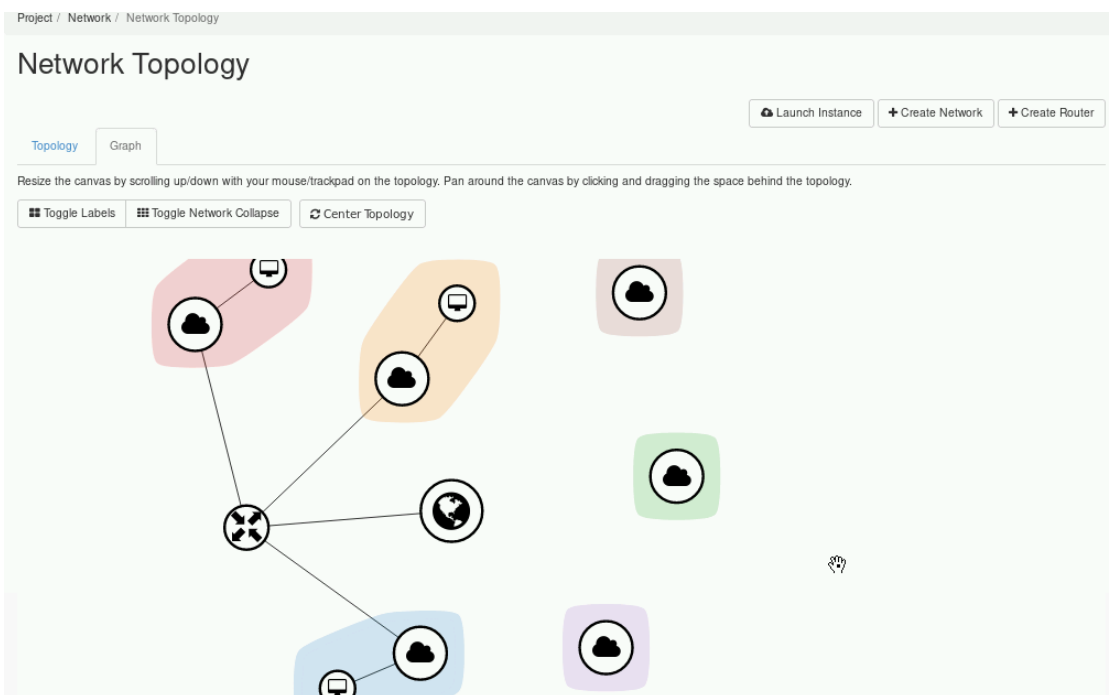 Project / Network / Network Topology
Network Topology
Launch Instance
Create Network
Create Router
Topology
Graph
Resize the canvas by scrolling up/down with your mouse/trackpad on the topology. Pan around the canvas by clicking and dragging the space behind the topology.
Toggle Labels
Toggle Network Collapse
Center Topology